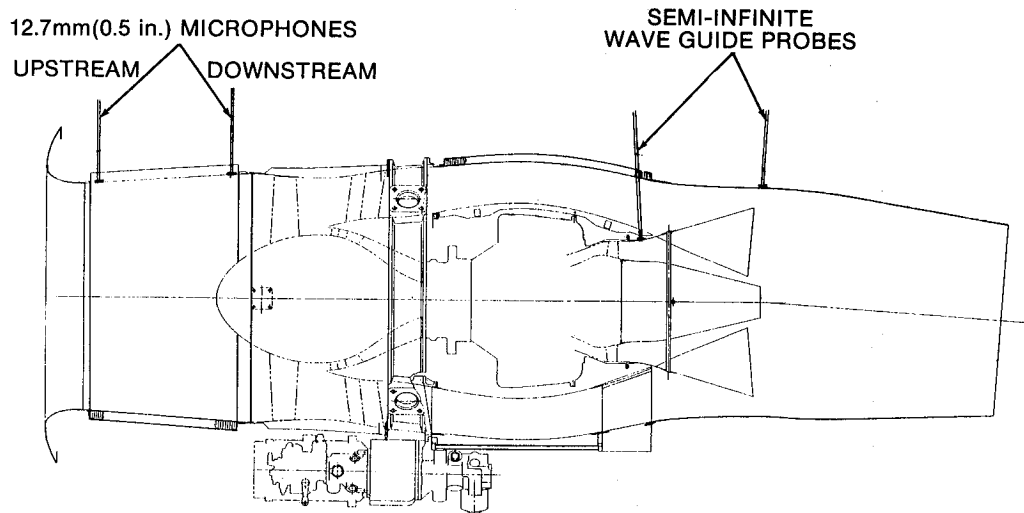 12.7mm(0.5 in.) MICROPHONES
UPSTREAM DOWNSTREAM
SEMI-INFINITE
WAVE GUIDE PROBES